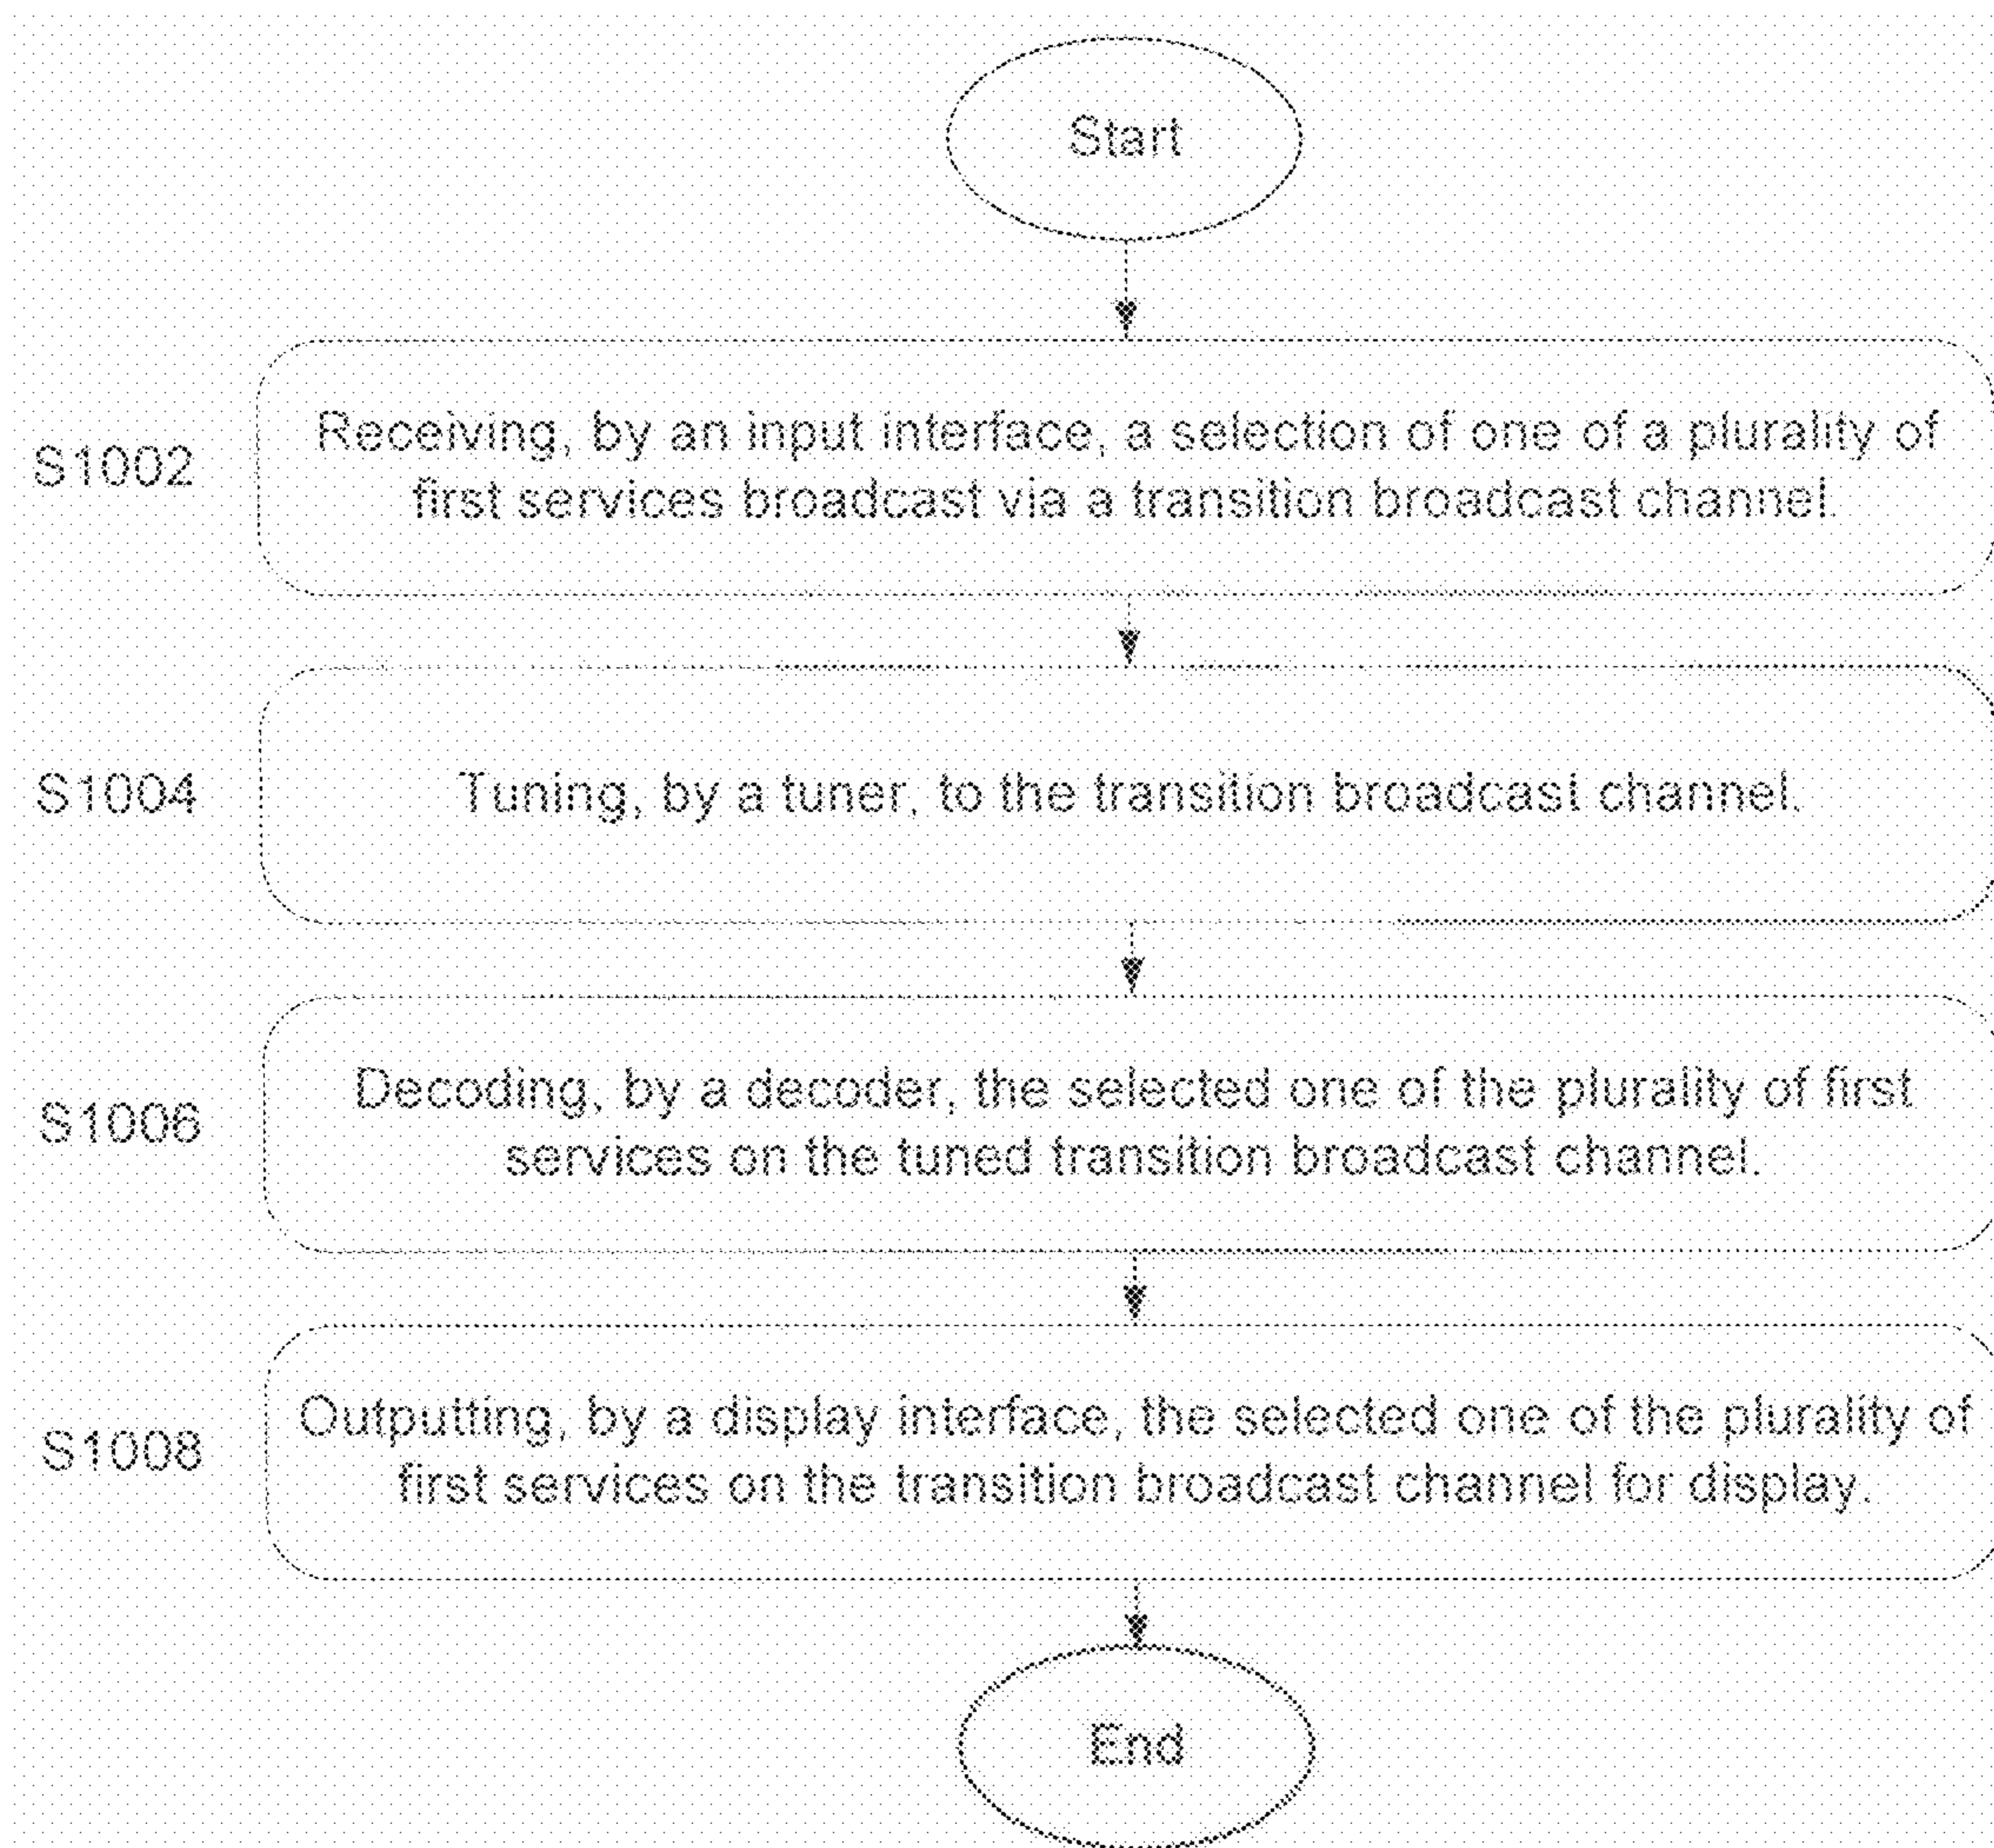 Start
S1002
Receiving, by an input interface, a selection of one of a plurality of
first services broadcast via a transition broadcast channel.
S1004
Tuning, by a tuner, to the transition broadcast channel.
S1006
Decoding, by a decoder, the selected one of the plurality of first
services on the tuned transition broadcast channel.
S1008
Outputting, by a display interface, the selected one of the plurality of
first services on the transition broadcast channel for display.
End